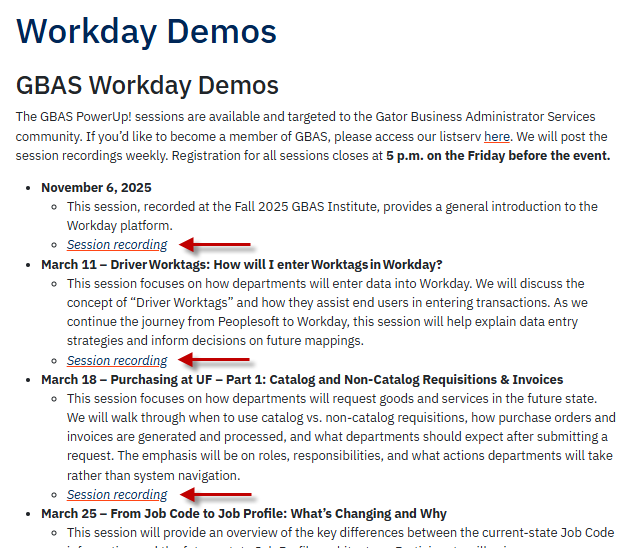 Workday Demos
GBAS Workday Demos
The GBAS PowerUp! sessions are available and targeted to the Gator Business Administrator Services
community. If you’d like to become a member of GBAS, please access our listserv here. We will post the
session recordings weekly. Registration for all sessions closes at 5 p.m. on the Friday before the event.
• November 6, 2025
◦ This session, recorded at the Fall 2025 GBAS Institute, provides a general introduction to the
Workday platform.
◦ Session recording
• March 11 – Driver Worktags: How will I enter Worktags in Workday?
◦ This session focuses on how departments will enter data into Workday. We will discuss the
concept of “Driver Worktags” and how they assist end users in entering transactions. As we
continue the journey from Peoplesoft to Workday, this session will help explain data entry
strategies and inform decisions on future mappings.
◦ Session recording
• March 18 – Purchasing at UF – Part 1: Catalog and Non-Catalog Requisitions & Invoices
◦ This session focuses on how departments will request goods and services in the future state.
We will walk through when to use catalog vs. non-catalog requisitions, how purchase orders and
invoices are generated and processed, and what departments should expect after submitting a
request. The emphasis will be on roles, responsibilities, and what actions departments will take
rather than system navigation.
◦ Session recording
• March 25 – From Job Code to Job Profile: What’s Changing and Why
◦ This session will provide an overview of the key differences between the current-state Job Code